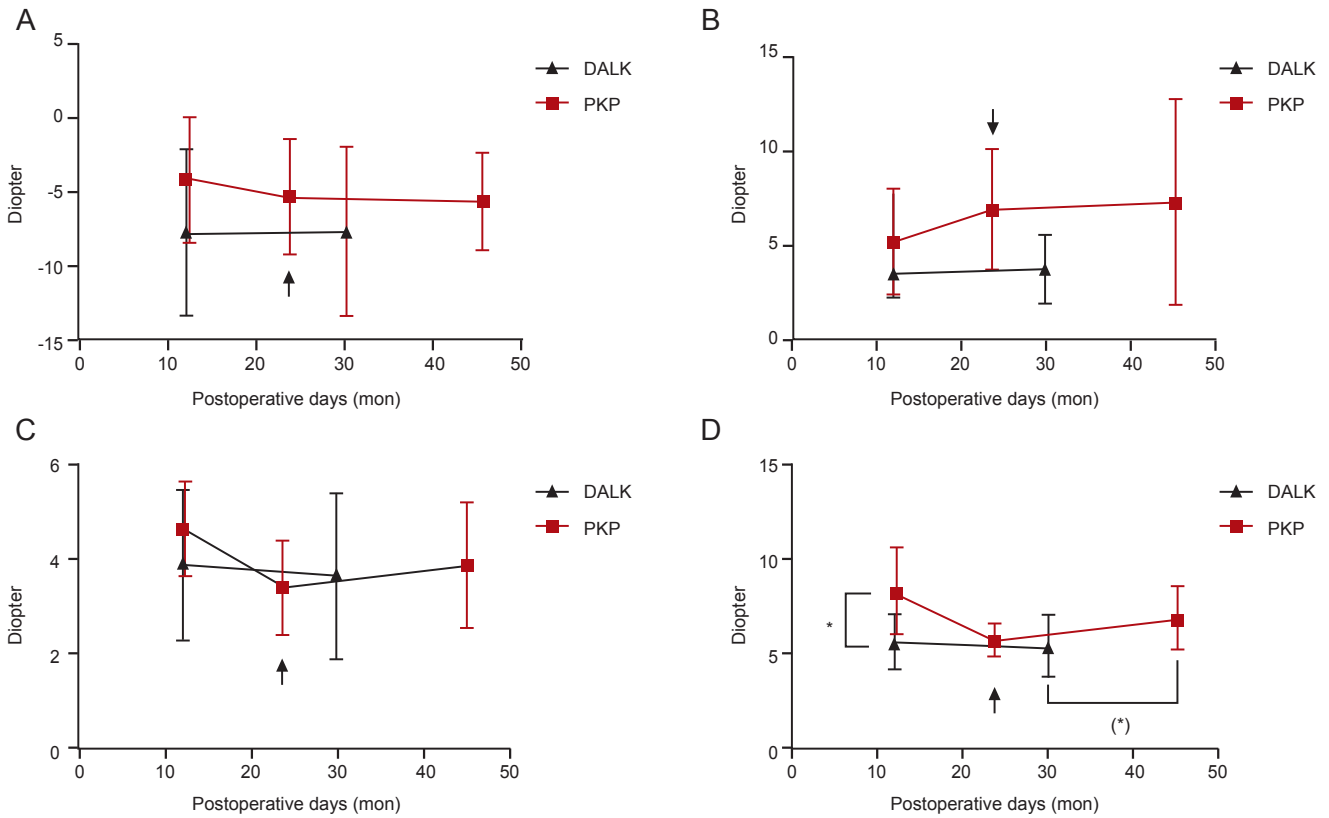 A
5
0
-5
-10
-15
Diopter
0 10 20 30 40 50
Postoperative days (mon)
DALK
PKP
B
15
10
5
0
Diopter
0 10 20 30 40 50
Postoperative days (mon)
DALK
PKP
C
6
4
2
0
Diopter
0 10 20 30 40 50
Postoperative days (mon)
DALK
PKP
D
15
10
5
0
Diopter
*
(*)
0 10 20 30 40 50
Postoperative days (mon)
DALK
PKP